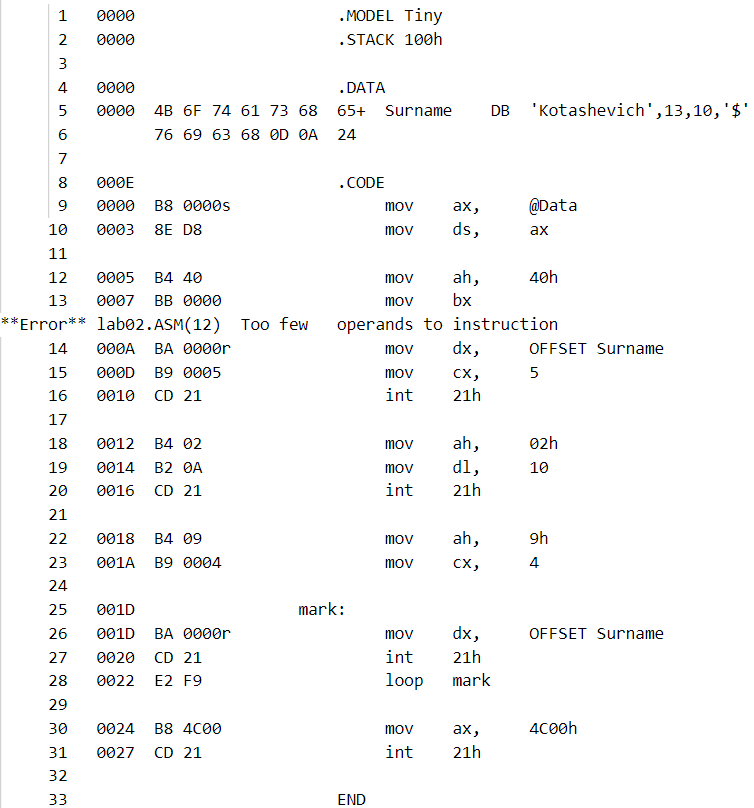 1 0000 .MODEL Tiny
2 0000 .STACK 100h
3
4 0000 .DATA
5 0000 4B 6F 74 61 73 68 65+ Surname DB 'Kotashevich',13,10,'$'
6 76 69 63 68 0D 0A 24
7
8 000E .CODE
9 0000 B8 0000s mov ax, @Data
10 0003 8E D8 mov ds, ax
11
12 0005 B4 40 mov ah, 40h
13 0007 BB 0000 mov bx
**Error** lab02.ASM(12) Too few operands to instruction
14 000A BA 0000r mov dx, OFFSET Surname
15 000D B9 0005 mov cx, 5
16 0010 CD 21 int 21h
17
18 0012 B4 02 mov ah, 02h
19 0014 B2 0A mov dl, 10
20 0016 CD 21 int 21h
21
22 0018 B4 09 mov ah, 9h
23 001A B9 0004 mov cx, 4
24
25 001D mark:
26 001D BA 0000r mov dx, OFFSET Surname
27 0020 CD 21 int 21h
28 0022 E2 F9 loop mark
29
30 0024 B8 4C00 mov ax, 4C00h
31 0027 CD 21 int 21h
32
33 END